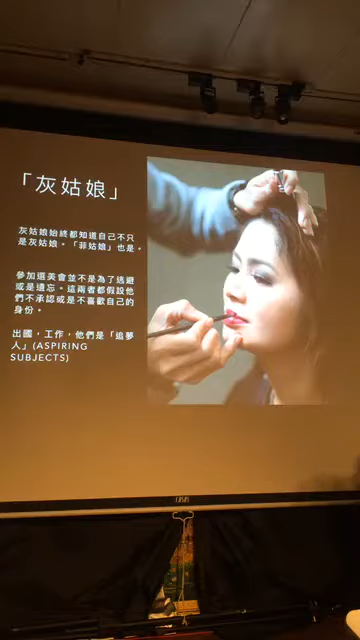 「灰姑娘」
灰姑娘始終都知道自己不只
是灰姑娘。「菲姑娘」也是。
參加選美會並不是為了逃避
或是遺忘。這兩者都假設他
們不承認或是不喜歡自己的
身份。
出國，工作，他們是「追夢
人」(ASPIRING
SUBJECTS)